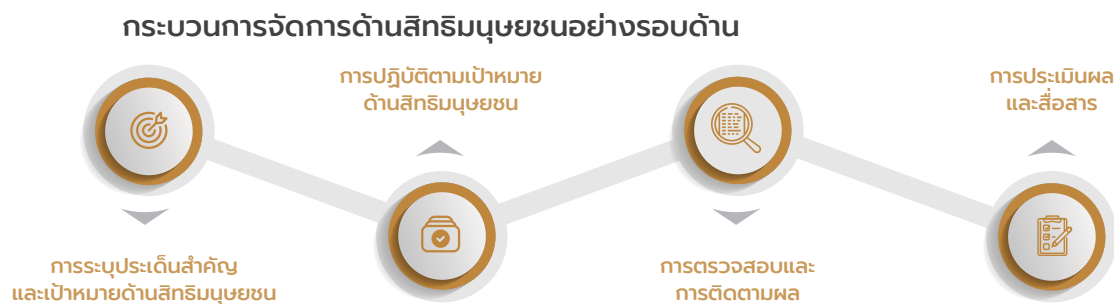 กระบวนการจัดการด้านสิทธิมนุษยชนอย่างรอบด้าน
การระบุประเด็นสำคัญ
และเป้าหมายด้านสิทธิมนุษยชน
การปฏิบัติตามเป้าหมาย
ด้านสิทธิมนุษยชน
การตรวจสอบและ
การติดตามผล
การประเมินผล
และสื่อสาร